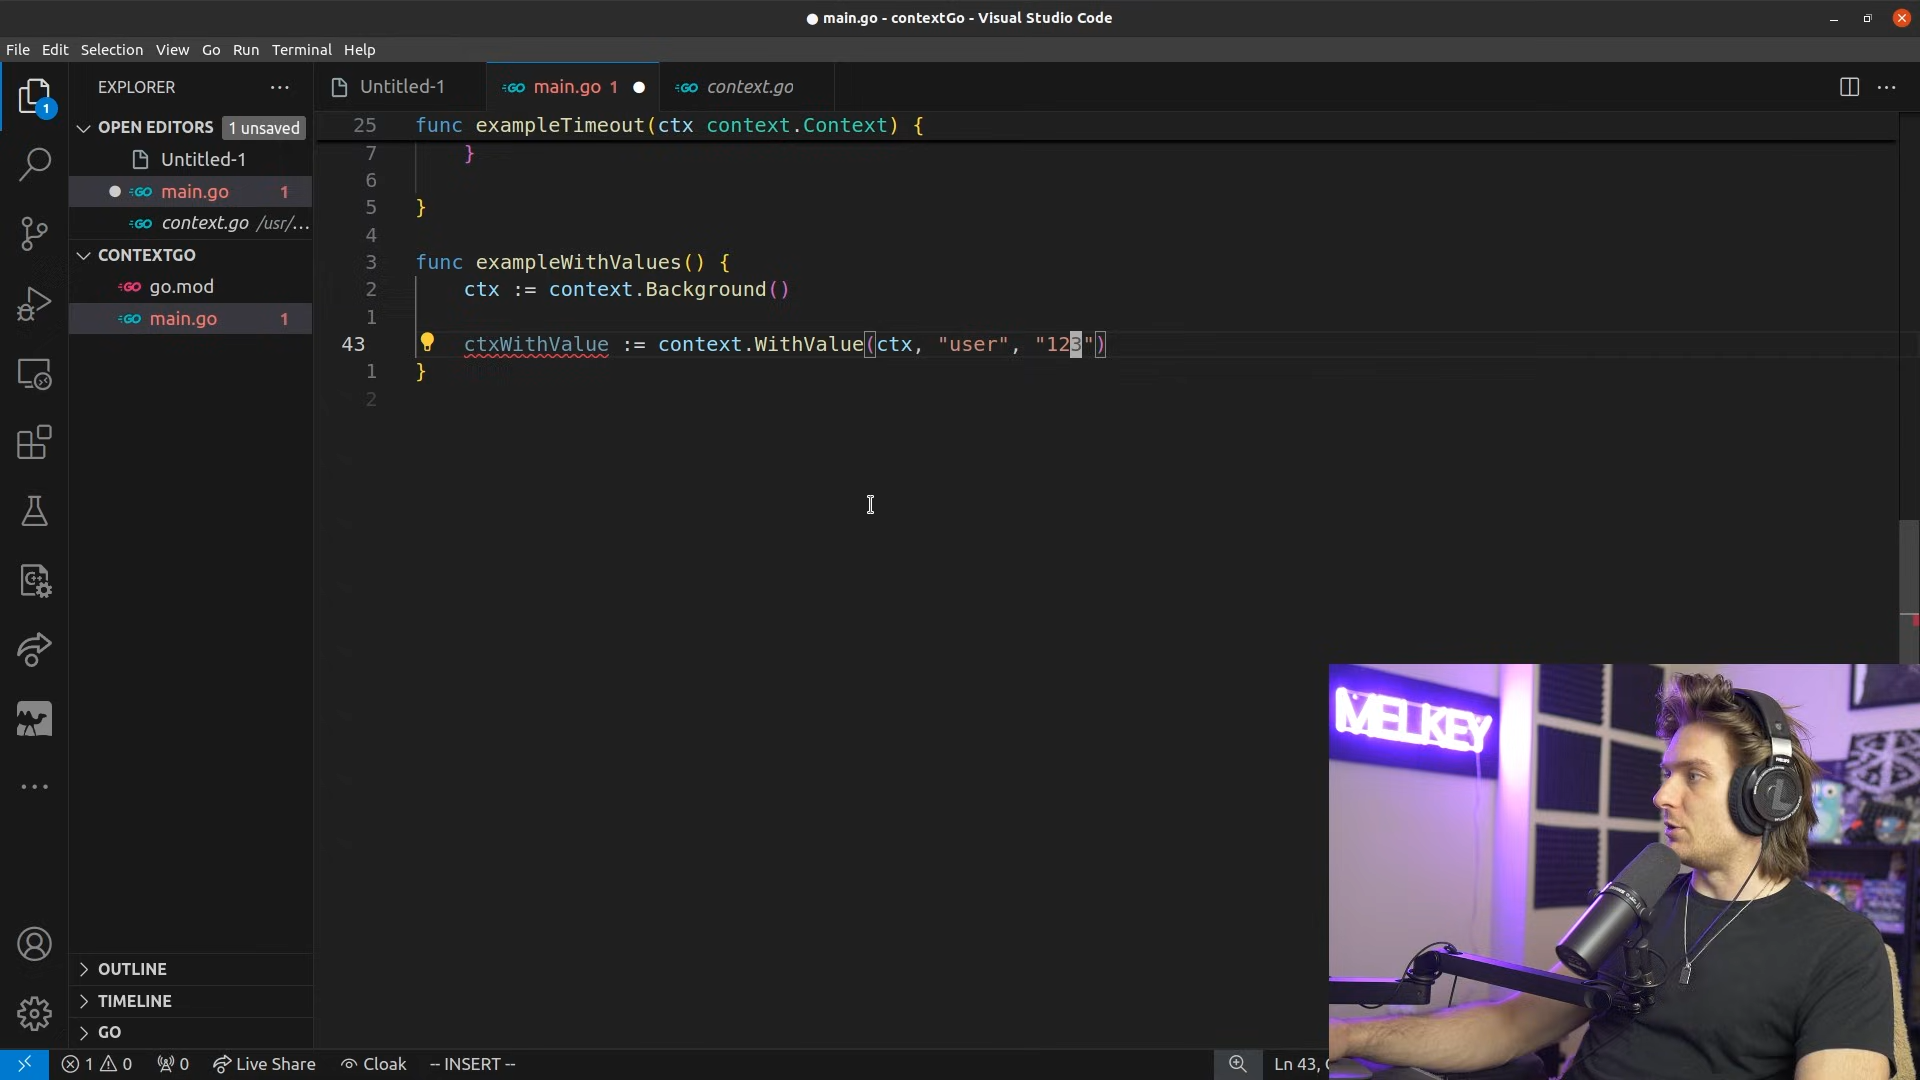 main.go - contextGo - Visual Studio Code
File Edit Selection View Go Run Terminal Help
EXPLORER
Untitled-1
main.go 1
context.go
OPEN EDITORS 1 unsaved
Untitled-1
main.go 1
context.go /usr/...
CONTEXTGO
go.mod
main.go 1
OUTLINE
TIMELINE
GO
25 func exampleTimeout(ctx context.Context) {
7 }
6
5 }
4
3 func exampleWithValues() {
2 ctx := context.Background()
1
43 ctxWithValue := context.WithValue(ctx, "user", "123")
1 }
2
MELKEY
1 0 0 Live Share Cloak -- INSERT -- Ln 43,